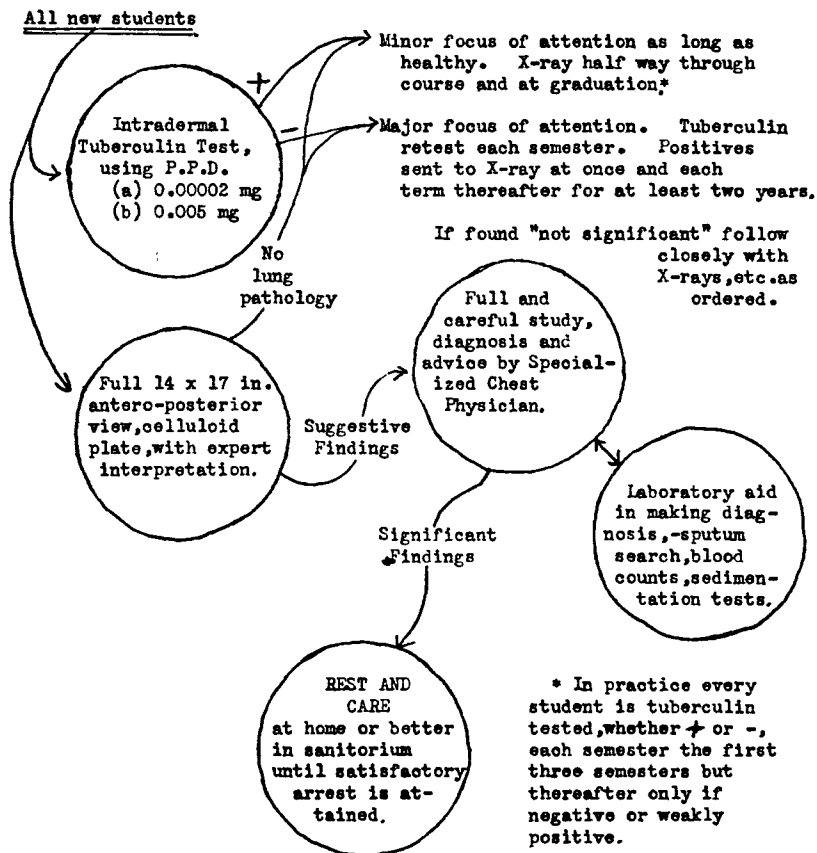 All new students
+
Minor focus of attention as long as
healthy. X-ray half way through
course and at graduation.*
Intradermal
Tuberculin Test,
using P.P.D.
(a) 0.00002 mg
(b) 0.005 mg
-
Major focus of attention. Tuberculin
retest each semester. Positives
sent to X-ray at once and each
term thereafter for at least two years.
If found "not significant" follow
closely with
X-rays,etc.as
ordered.
No
lung
pathology
Full and
careful study,
diagnosis and
advice by Special-
ized Chest
Physician.
Full 14 x 17 in.
antero-posterior
view,celluloid
plate,with expert
interpretation.
Suggestive
Findings
Laboratory aid
in making diag-
nosis,-sputum
search,blood
counts,sedimen-
tation tests.
Significant
Findings
REST AND
CARE
at home or better
in sanitorium
until satisfactory
arrest is at-
tained.
* In practice every
student is tuberculin
tested,whether + or -,
each semester the first
three semesters but
thereafter only if
negative or weakly
positive.